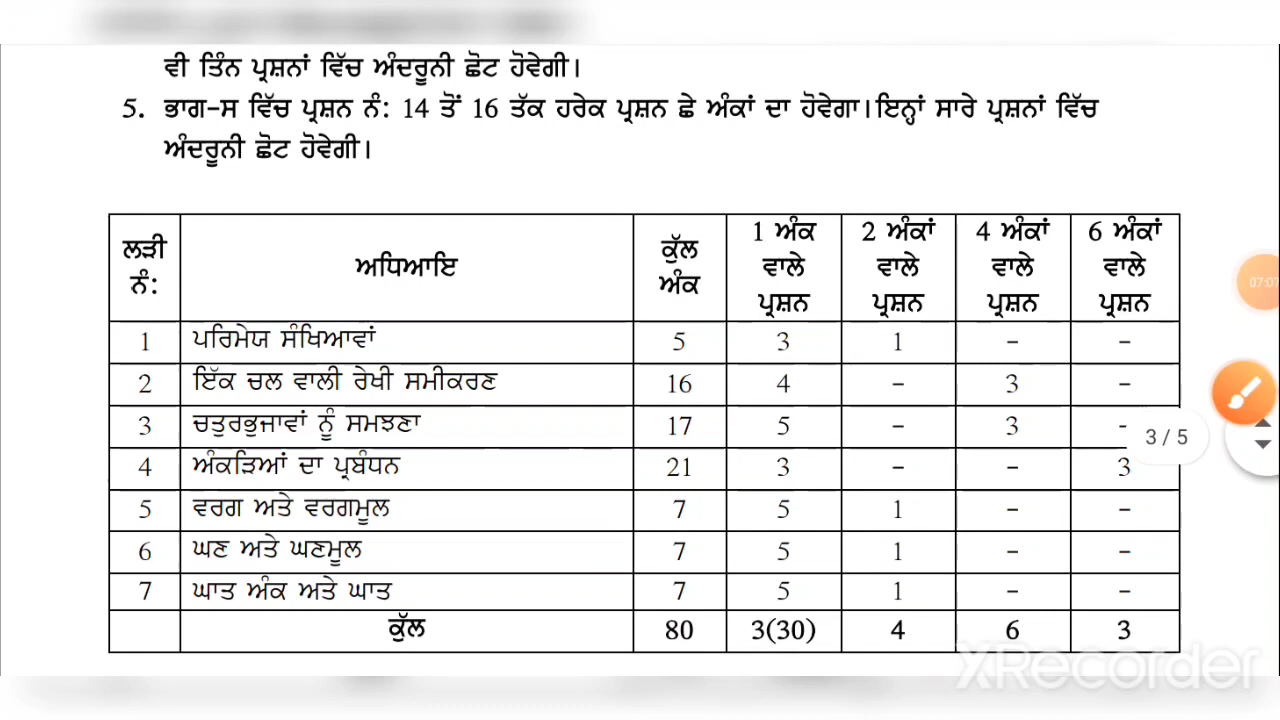 ਵੀ ਤਿੰਨ ਪ੍ਰਸ਼ਨਾਂ ਵਿੱਚ ਅੰਦਰੂਨੀ ਛੋਟ ਹੋਵੇਗੀ।
5. ਭਾਗ-ਸ ਵਿੱਚ ਪ੍ਰਸ਼ਨ ਨੰ: 14 ਤੋਂ 16 ਤੱਕ ਹਰੇਕ ਪ੍ਰਸ਼ਨ ਛੇ ਅੰਕਾਂ ਦਾ ਹੋਵੇਗਾ।ਇਨ੍ਹਾਂ ਸਾਰੇ ਪ੍ਰਸ਼ਨਾਂ ਵਿੱਚ
ਅੰਦਰੂਨੀ ਛੋਟ ਹੋਵੇਗੀ।
ਲੜੀ ਨੰ: ਅਧਿਆਇ ਕੁੱਲ ਅੰਕ 1 ਅੰਕ ਵਾਲੇ ਪ੍ਰਸ਼ਨ 2 ਅੰਕਾਂ ਵਾਲੇ ਪ੍ਰਸ਼ਨ 4 ਅੰਕਾਂ ਵਾਲੇ ਪ੍ਰਸ਼ਨ 6 ਅੰਕਾਂ ਵਾਲੇ ਪ੍ਰਸ਼ਨ
07:07
1 ਪਰਿਮੇਯ ਸੰਖਿਆਵਾਂ 5 3 1 - -
2 ਇੱਕ ਚਲ ਵਾਲੀ ਰੇਖੀ ਸਮੀਕਰਣ 16 4 - 3 -
3 ਚਤੁਰਭੁਜਾਵਾਂ ਨੂੰ ਸਮਝਣਾ 17 5 - 3 -
3 / 5
4 ਅੰਕੜਿਆਂ ਦਾ ਪ੍ਰਬੰਧਨ 21 3 - - 3
5 ਵਰਗ ਅਤੇ ਵਰਗਮੂਲ 7 5 1 - -
6 ਘਣ ਅਤੇ ਘਣਮੂਲ 7 5 1 - -
7 ਘਾਤ ਅੰਕ ਅਤੇ ਘਾਤ 7 5 1 - -
ਕੁੱਲ 80 3(30) 4 6 3
XRecorder